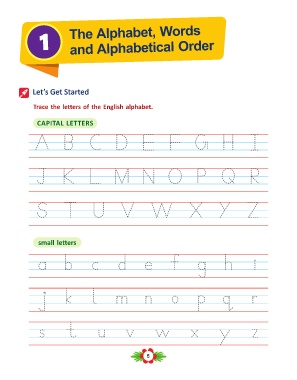 1
The Alphabet, Words
and Alphabetical Order
Let's Get Started
Trace the letters of the English alphabet.
CAPITAL LETTERS
A B C D E F G H I
J K L M N O P Q R
S T U V W X Y Z
small letters
a b c d e f g h i
j k l m n o p q r
s t u v w x y z